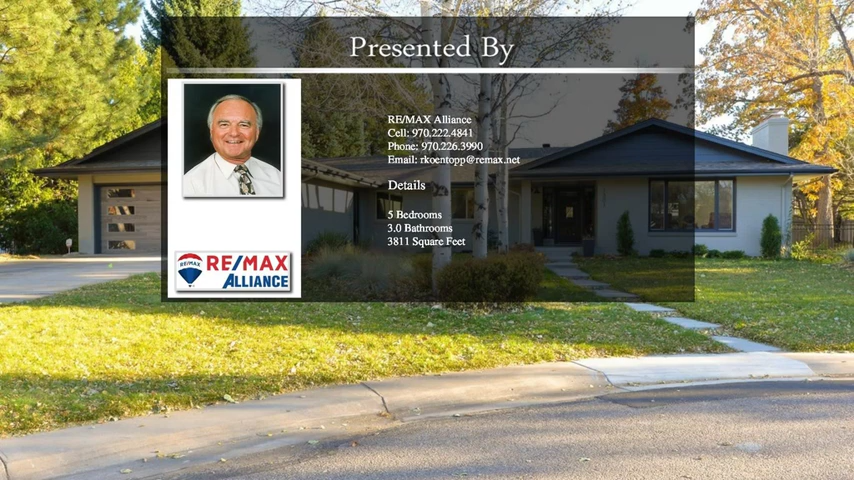 Presented By
RE/MAX Alliance
Cell: 970.222.4841
Phone: 970.226.3990
Email: rkoentopp@remax.net
Details
5 Bedrooms
3.0 Bathrooms
3811 Square Feet
RE/MAX
RE/MAX
ALLIANCE